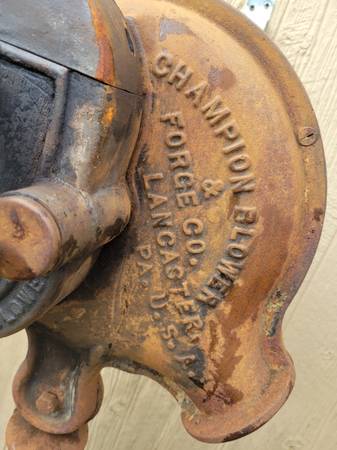 CHAMPION BLOWER
&
FORGE CO.
LANCASTER,
PA. U.S.A.